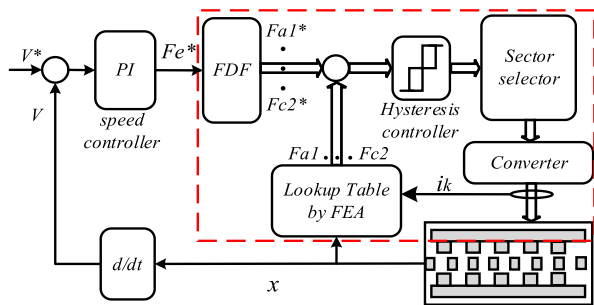 V*
V
PI
speed
controller
Fe*
FDF
Fa1*
Fc2*
Hysteresis
controller
Sector
selector
Converter
Fa1
Fc2
Lookup Table
by FEA
ik
d/dt
x